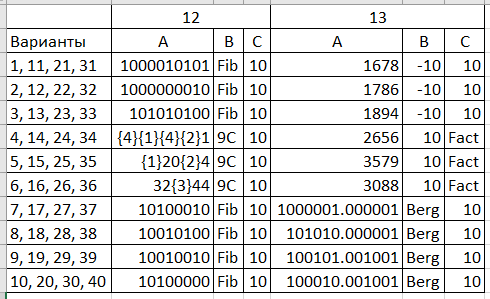 12 13
Варианты A B C A B C
1, 11, 21, 31 1000010101 Fib 10 1678 -10 10
2, 12, 22, 32 1000000010 Fib 10 1786 -10 10
3, 13, 23, 33 101010100 Fib 10 1894 -10 10
4, 14, 24, 34 {4}{1}{4}{2}1 9C 10 2656 10 Fact
5, 15, 25, 35 {1}20{2}4 9C 10 3579 10 Fact
6, 16, 26, 36 32{3}44 9C 10 3088 10 Fact
7, 17, 27, 37 10100010 Fib 10 1000001.000001 Berg 10
8, 18, 28, 38 10010100 Fib 10 101010.000001 Berg 10
9, 19, 29, 39 10010010 Fib 10 100101.001001 Berg 10
10, 20, 30, 40 10100000 Fib 10 100010.001001 Berg 10